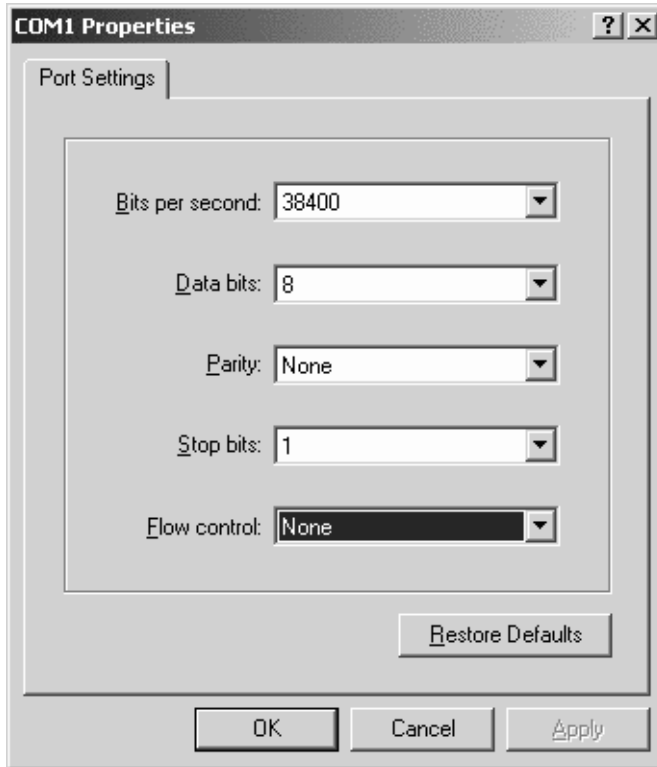 COM1 Properties
Port Settings
Bits per second: 38400
Data bits: 8
Parity: None
Stop bits: 1
Flow control: None
Restore Defaults
OK Cancel Apply